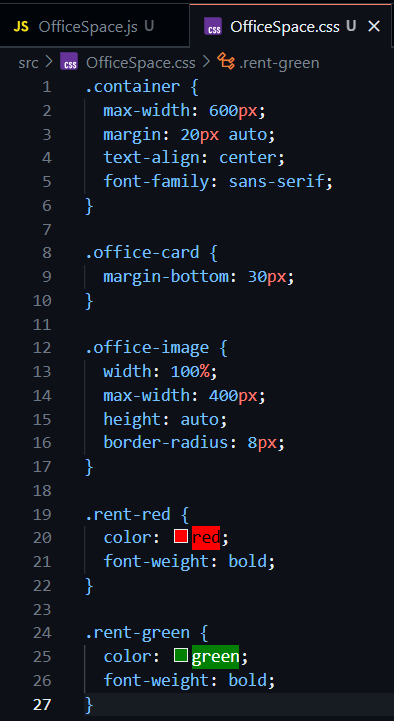 JS OfficeSpace.js U OfficeSpace.css U ×
src > OfficeSpace.css > .rent-green
1 .container {
2   max-width: 600px;
3   margin: 20px auto;
4   text-align: center;
5   font-family: sans-serif;
6 }
7
8 .office-card {
9   margin-bottom: 30px;
10 }
11
12 .office-image {
13   width: 100%;
14   max-width: 400px;
15   height: auto;
16   border-radius: 8px;
17 }
18
19 .rent-red {
20   color: red;
21   font-weight: bold;
22 }
23
24 .rent-green {
25   color: green;
26   font-weight: bold;
27 }